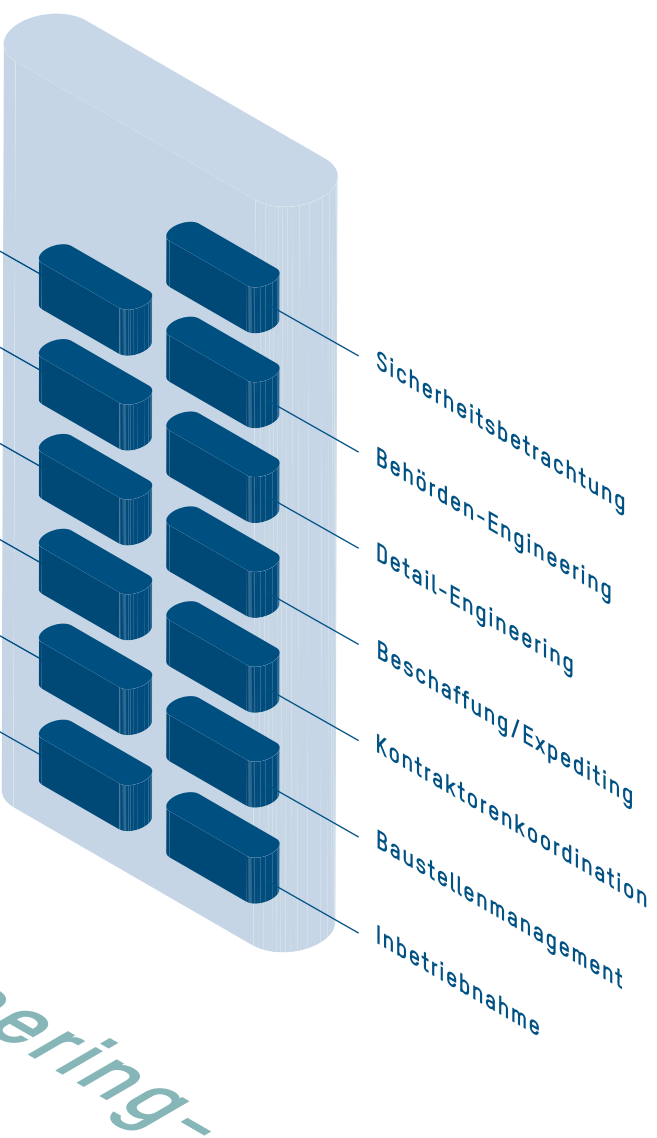 Sicherheitsbetrachtung
Behörden-Engineering
Detail-Engineering
Beschaffung/Expediting
Kontraktorenkoordination
Baustellenmanagement
Inbetriebnahme
ering-